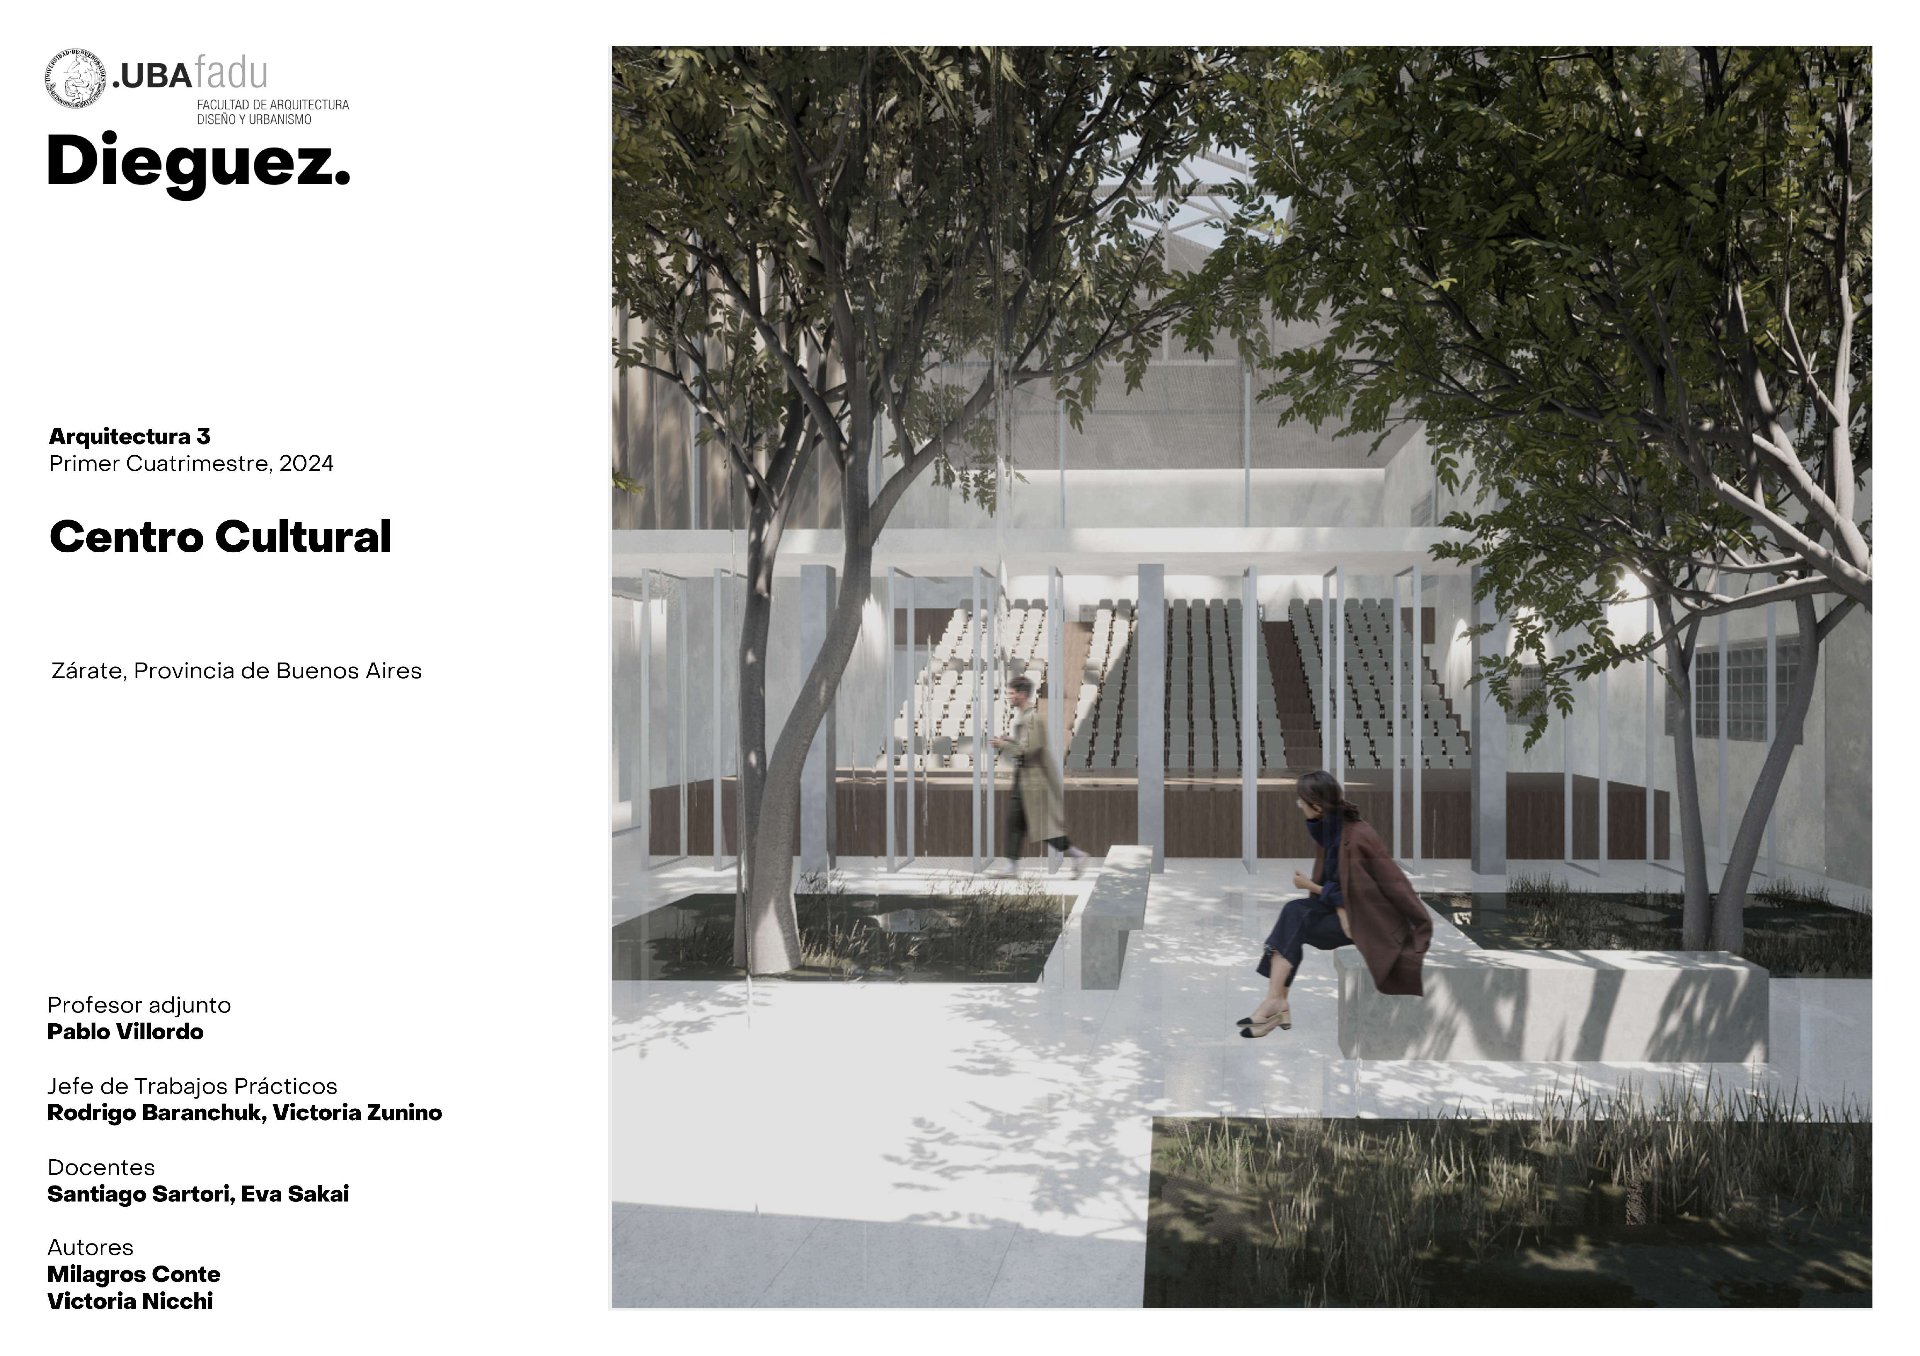 .UBAfadu
FACULTAD DE ARQUITECTURA
DISEÑO Y URBANISMO
Dieguez.
Arquitectura 3
Primer Cuatrimestre, 2024
Centro Cultural
Zárate, Provincia de Buenos Aires
Profesor adjunto
Pablo Villordo
Jefe de Trabajos Prácticos
Rodrigo Baranchuk, Victoria Zunino
Docentes
Santiago Sartori, Eva Sakai
Autores
Milagros Conte
Victoria Nicchi